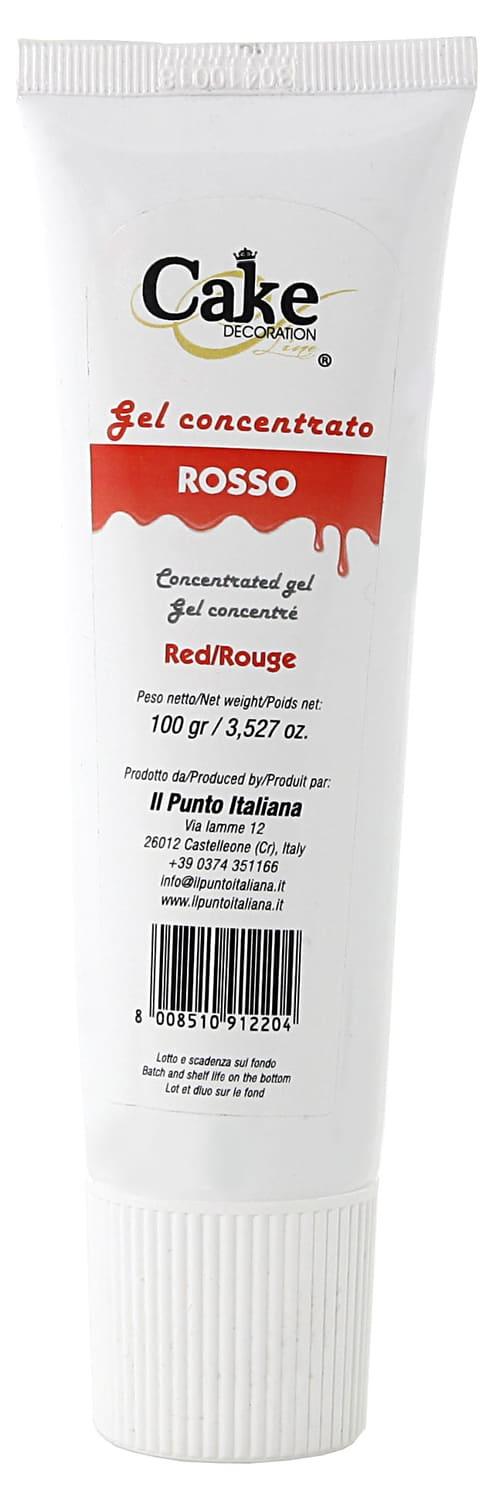 Cake
DECORATION
Line
®
Gel concentrato
ROSSO
Concentrated gel
Gel concentré
Red/Rouge
Peso netto/Net weight/Poids net:
100 gr / 3,527 oz.
Prodotto da/Produced by/Produit par:
Il Punto Italiana
Via Iamme 12
26012 Castelleone (Cr), Italy
+39 0374 351166
info@ilpuntoitaliana.it
www.ilpuntoitaliana.it
8 008510 912204
Lotto e scadenza sul fondo
Batch and shelf life on the bottom
Lot et dluo sur le fond